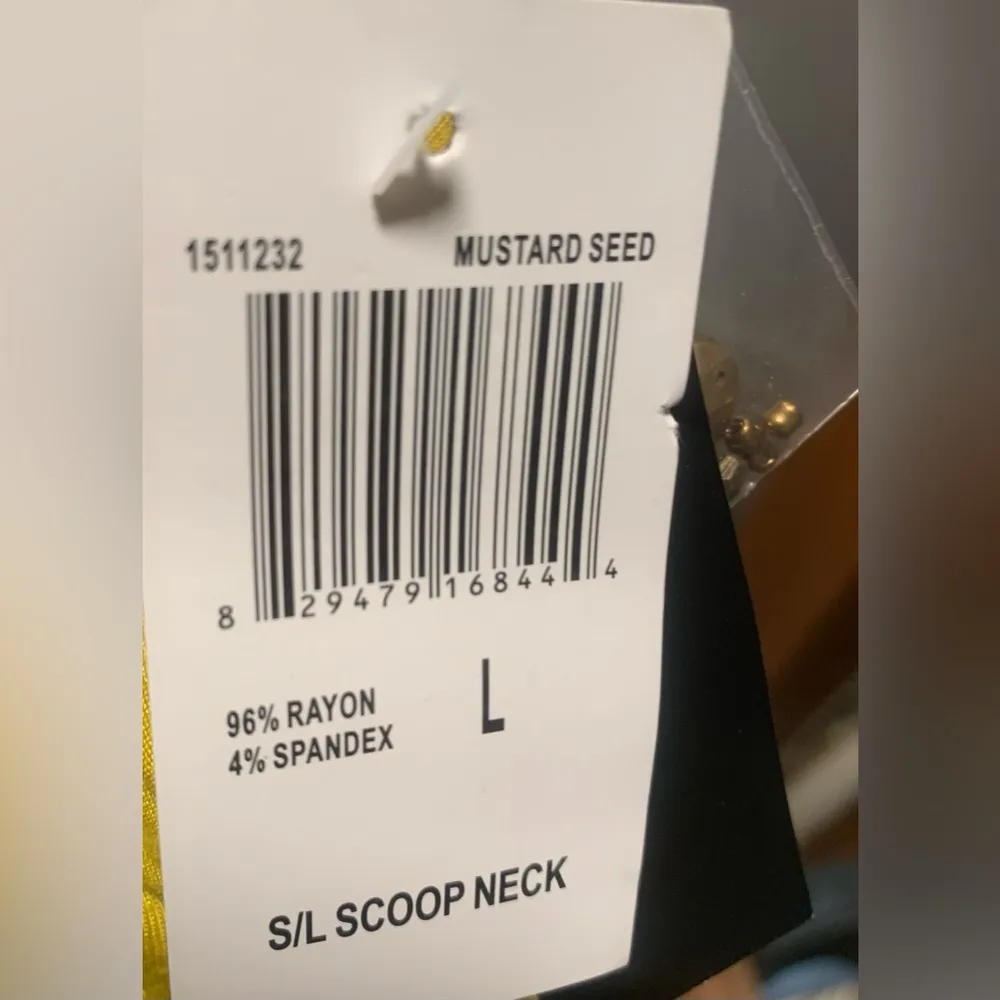 1511232 MUSTARD SEED
8 29479 16844 4
96% RAYON L
4% SPANDEX
S/L SCOOP NECK